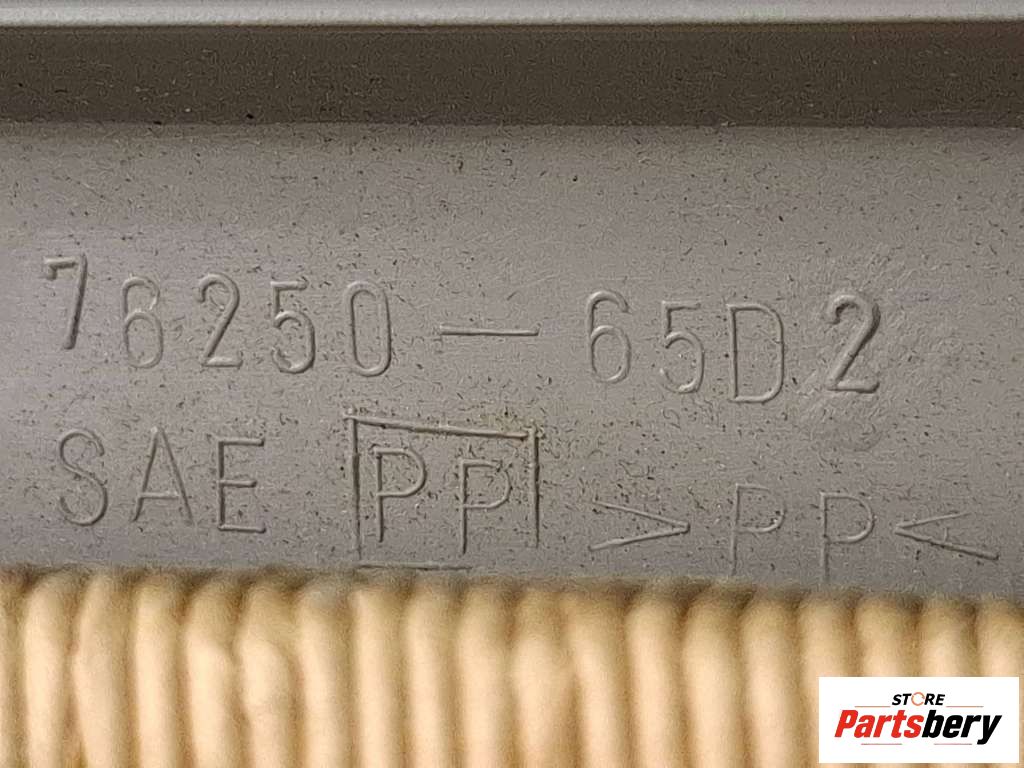 76250-65D2
SAE PP >PP<
STORE
Partsbery